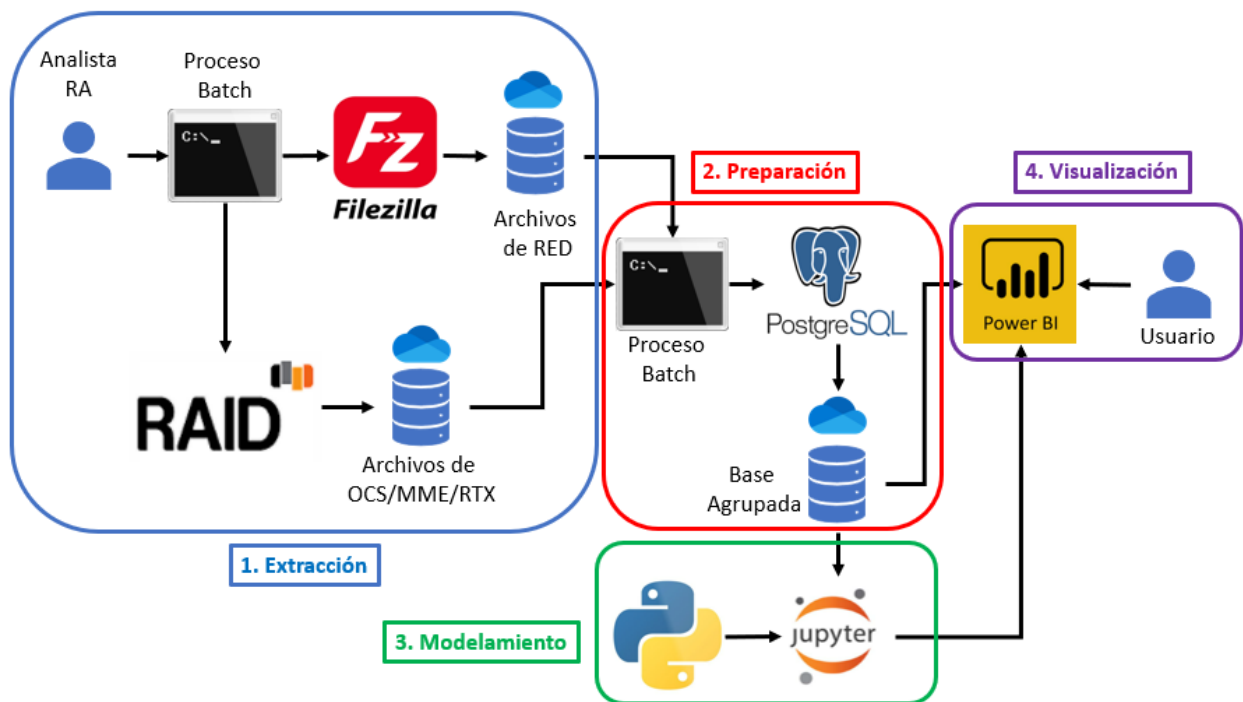 Analista
RA
Proceso
Batch
C:\_
FZ
Filezilla
Archivos
de RED
RAID
Archivos de
OCS/MME/RTX
1. Extracción
2. Preparación
C:\_
Proceso
Batch
PostgreSQL
Base
Agrupada
3. Modelamiento
jupyter
4. Visualización
Power BI
Usuario